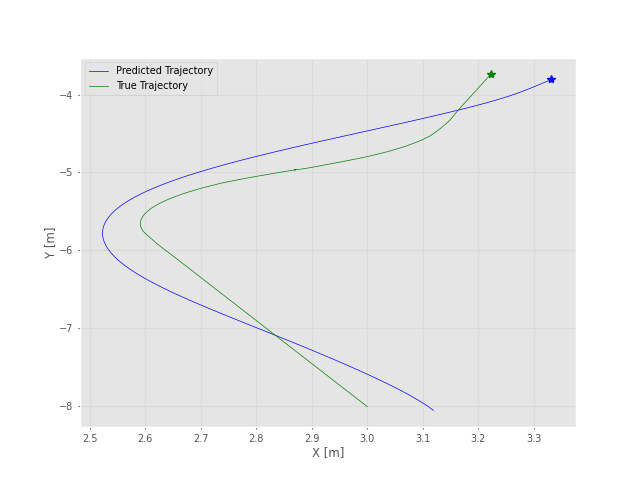 Predicted Trajectory
True Trajectory
Y [m]
−4
−5
−6
−7
−8
2.5 2.6 2.7 2.8 2.9 3.0 3.1 3.2 3.3
X [m]